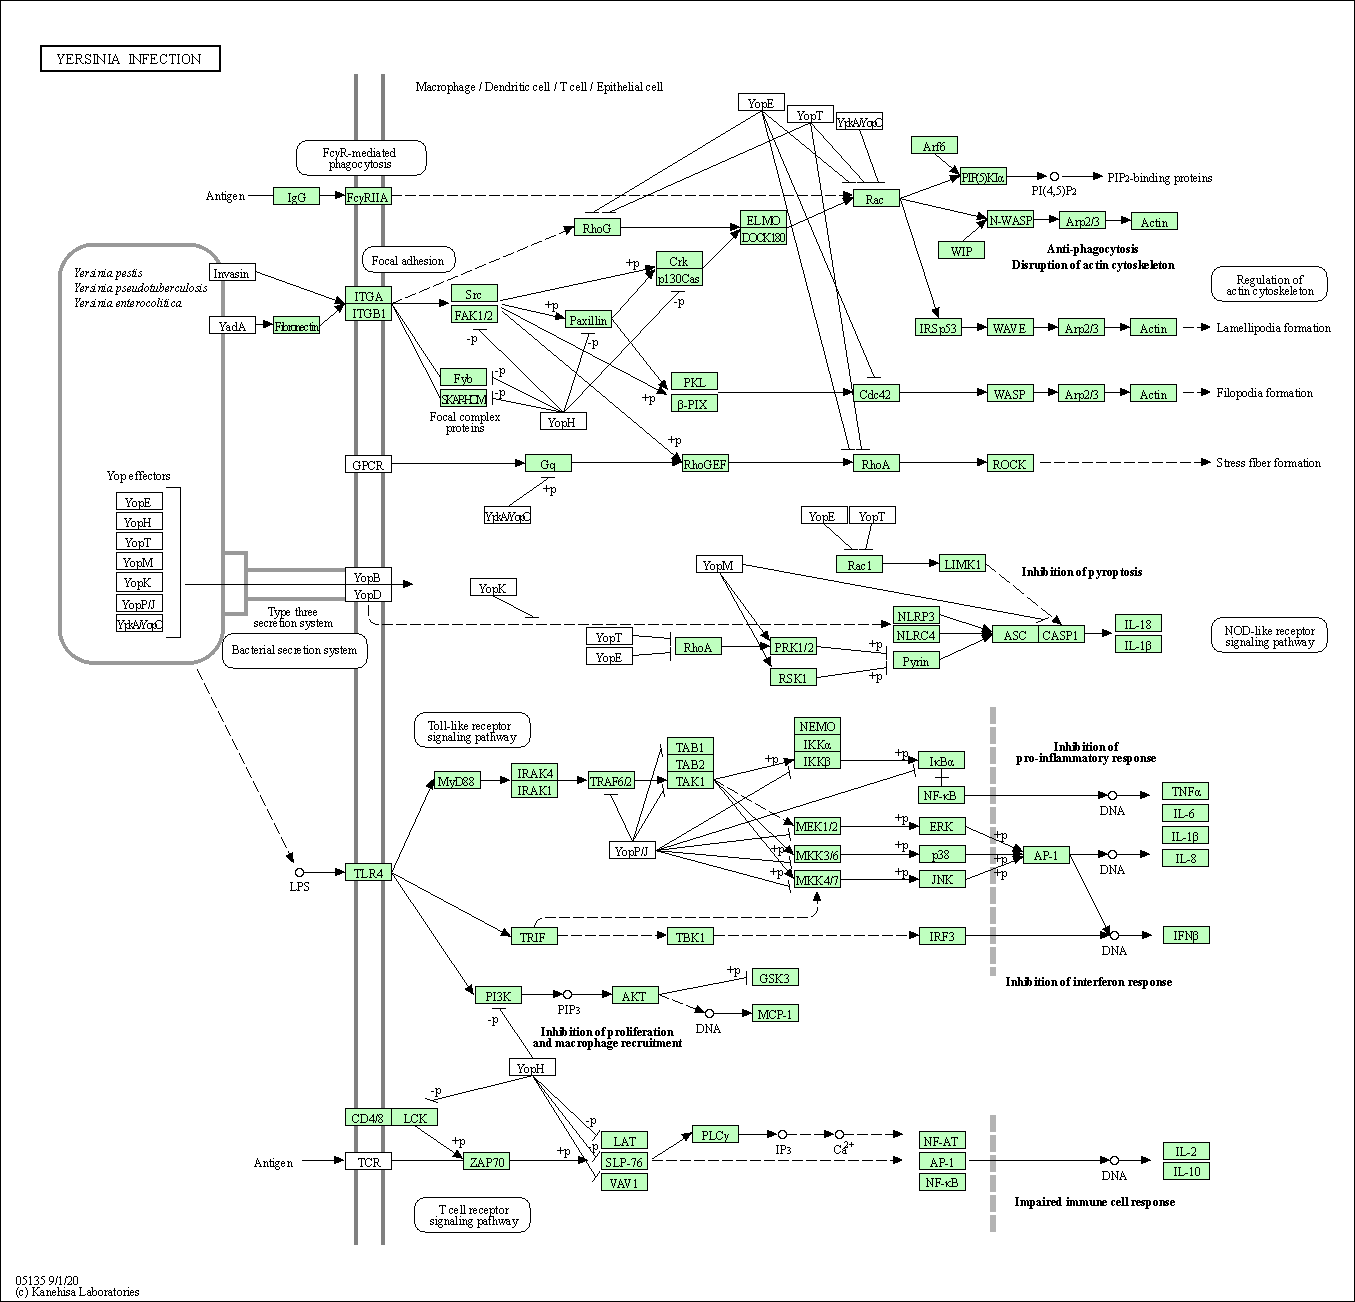 YERSINIA INFECTION
Macrophage / Dendritic cell / T cell / Epithelial cell
YopE
YopT
YpkA/YopO
FcγR-mediated
phagocytosis
Arf6
PIP(5)KIα
PI(4,5)P2
PIP2-binding proteins
Antigen
IgG
FcγRIIA
Rac
RhoG
ELMO
DOCK180
N-WASP
Arp2/3
Actin
WIP
Anti-phagocytosis
Disruption of actin cytoskeleton
Focal adhesion
Crk
p130Cas
+p
-p
Yersinia pestis
Yersinia pseudotuberculosis
Yersinia enterocolitica
Invasin
YadA
Fibronectin
ITGA
ITGB1
Src
FAK1/2
+p
Paxillin
-p
-p
Regulation of
actin cytoskeleton
IRSp53
WAVE
Arp2/3
Actin
Lamellipodia formation
Fyb
SKAP-HOM
-p
-p
Focal complex
proteins
YopH
PKL
β-PIX
+p
Cdc42
WASP
Arp2/3
Actin
Filopodia formation
+p
GPCR
Gq
RhoGEF
RhoA
ROCK
Stress fiber formation
+p
YpkA/YopO
Yop effectors
YopE
YopH
YopT
YopM
YopK
YopP/J
YpkA/YopO
YopB
YopD
Type three
secretion system
Bacterial secretion system
YopK
YopE
YopT
YopM
Rac1
LIMK1
Inhibition of pyroptosis
NLRP3
NLRC4
ASC
CASP1
IL-18
IL-1β
NOD-like receptor
signaling pathway
YopT
YopE
RhoA
PRK1/2
RSK1
+p
+p
Pyrin
Toll-like receptor
signaling pathway
MyD88
IRAK4
IRAK1
TRAF6/2
TAB1
TAB2
TAK1
NEMO
IKKα
IKKβ
+p
+p
IκBα
NF-κB
Inhibition of
pro-inflammatory response
DNA
TNFα
IL-6
IL-1β
IL-8
YopP/J
MEK1/2
MKK3/6
MKK4/7
+p
+p
+p
+p
+p
ERK
p38
JNK
+p
+p
+p
AP-1
DNA
LPS
TLR4
TRIF
TBK1
IRF3
DNA
IFNβ
Inhibition of interferon response
PI3K
PIP3
AKT
+p
GSK3
DNA
MCP-1
-p
Inhibition of proliferation
and macrophage recruitment
YopH
-p
CD4/8
LCK
+p
Antigen
TCR
ZAP70
+p
-p
-p
LAT
SLP-76
VAV1
PLCγ
IP3
Ca2+
NF-AT
AP-1
NF-κB
DNA
IL-2
IL-10
Impaired immune cell response
T cell receptor
signaling pathway
05135 9/1/20
(c) Kanehisa Laboratories